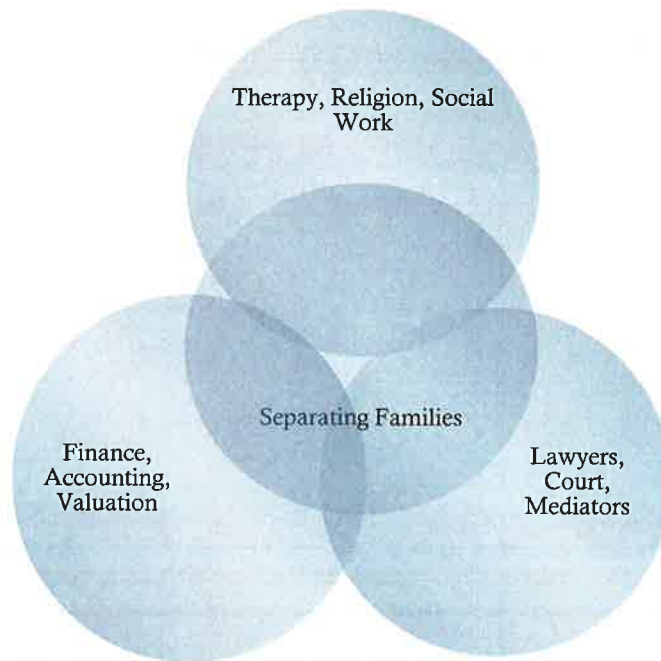 Therapy, Religion, Social
Work
Separating Families
Finance,
Accounting,
Valuation
Lawyers,
Court,
Mediators